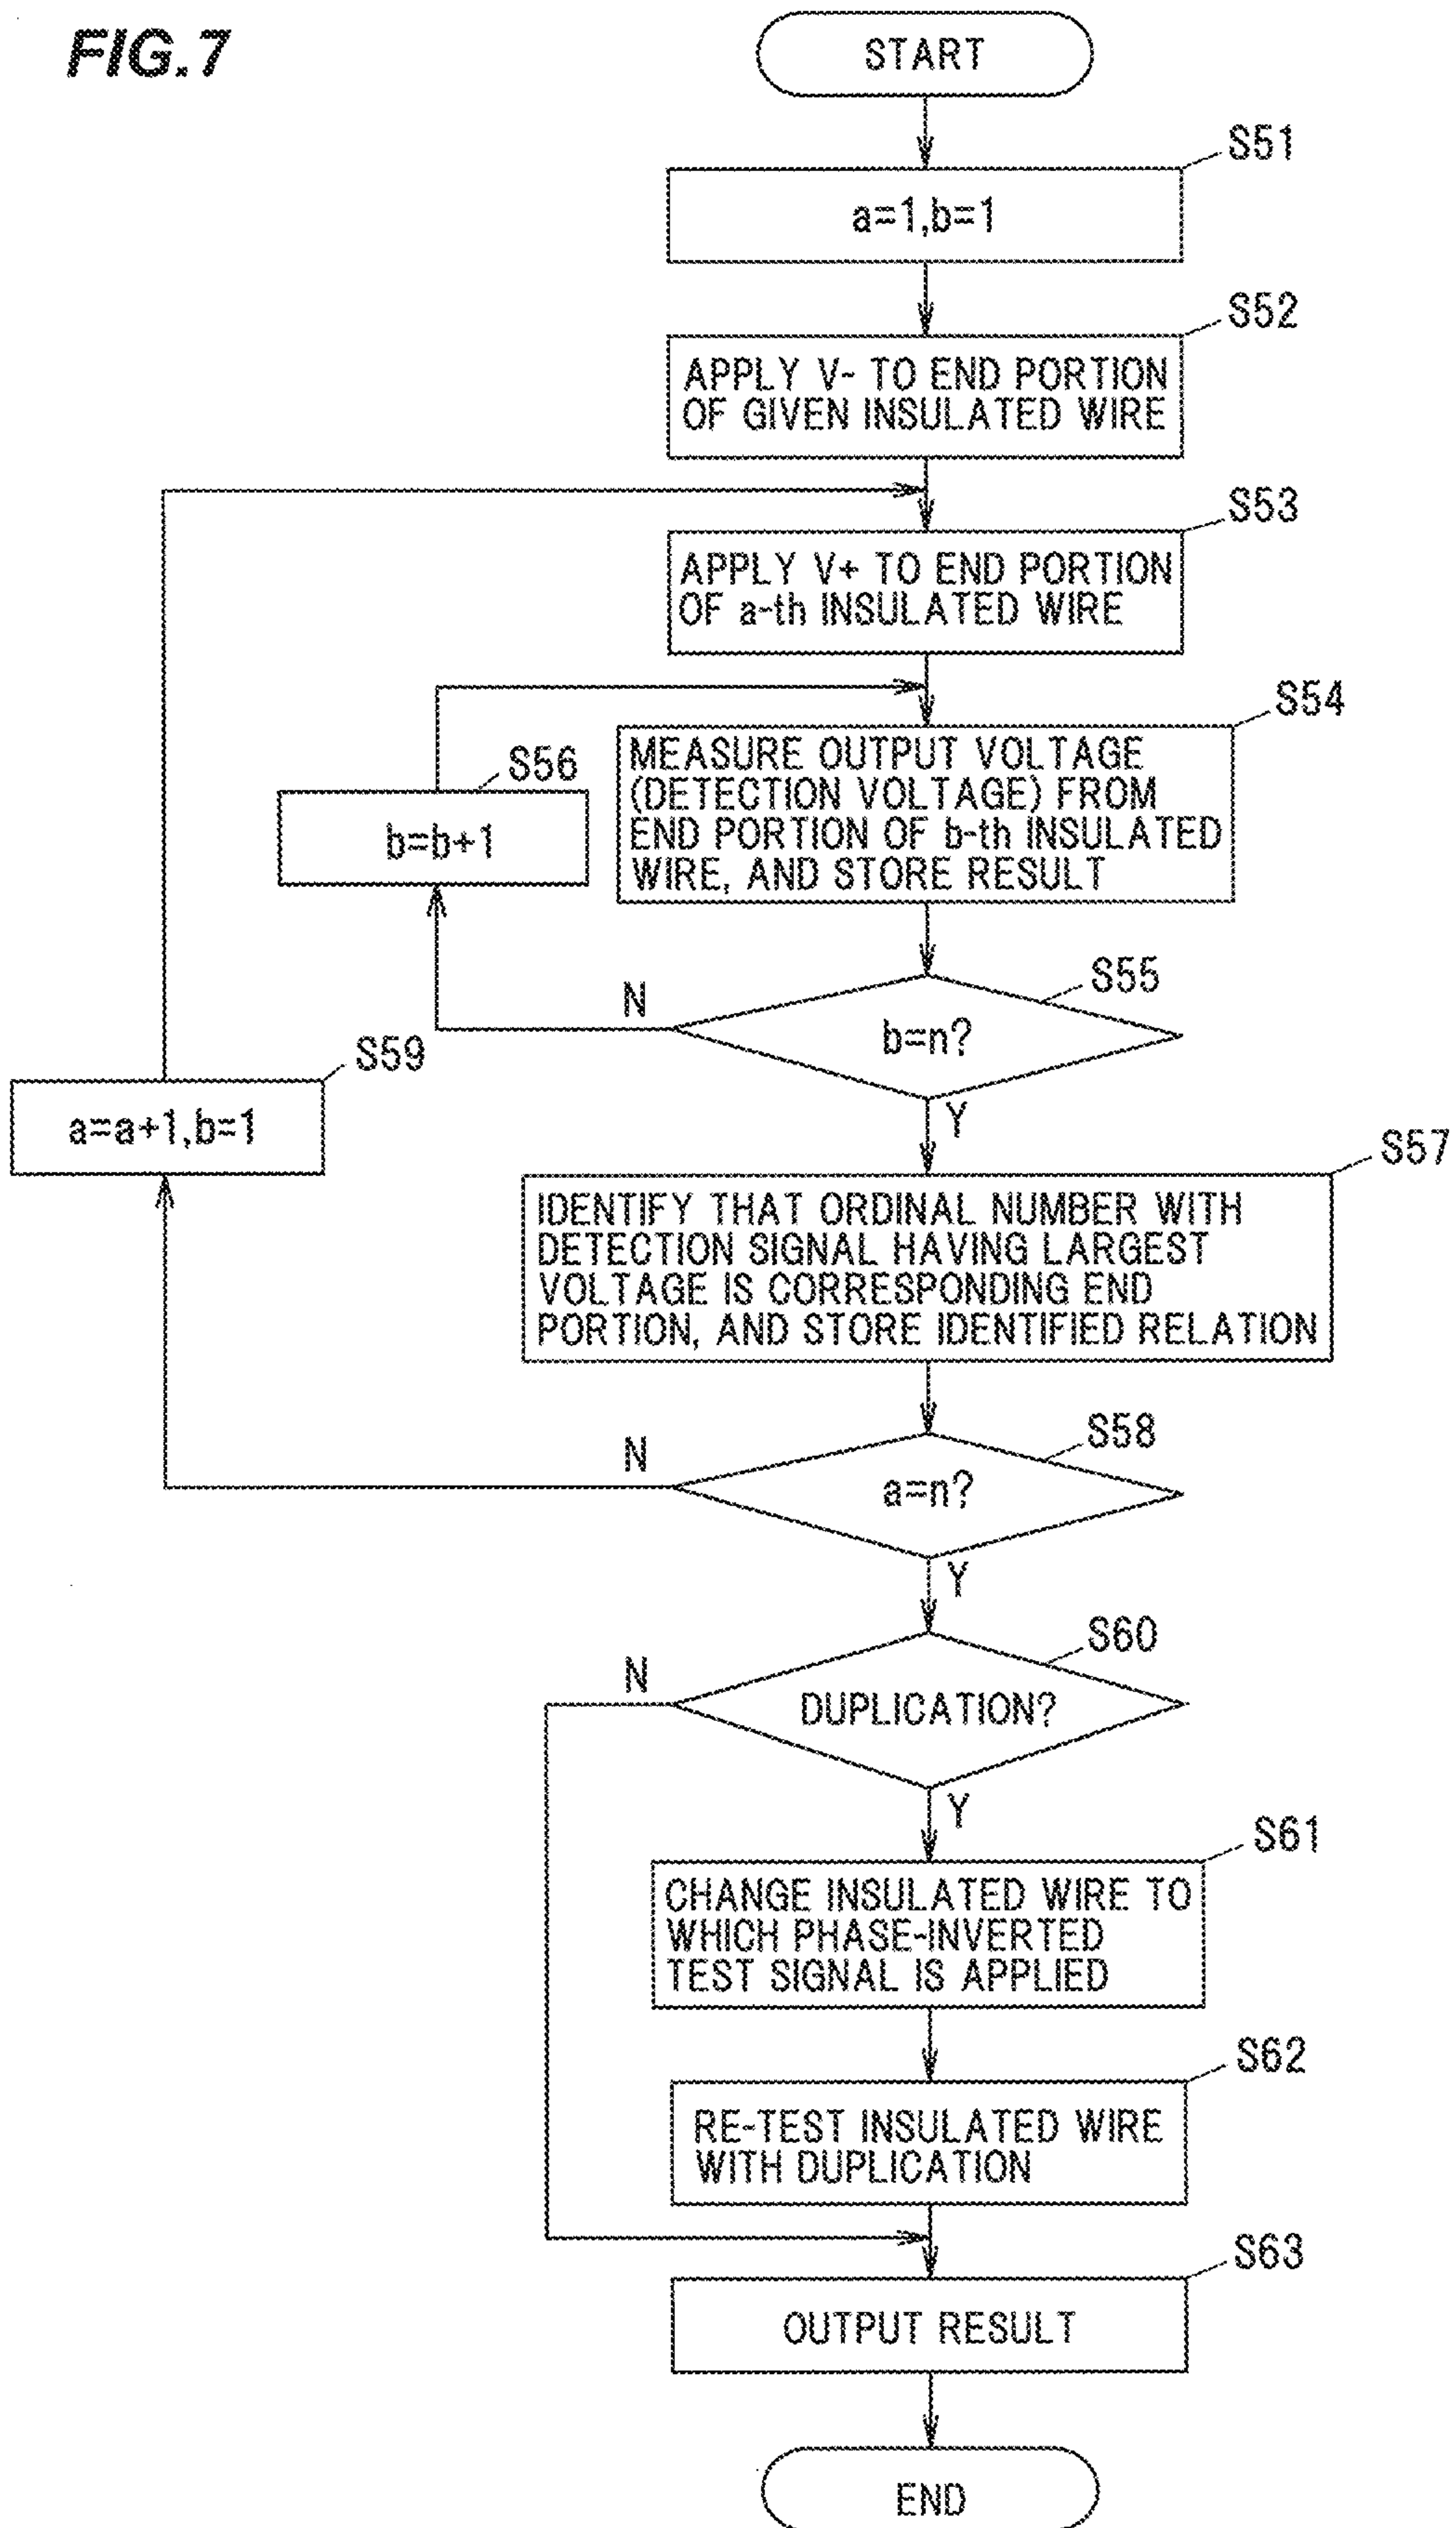 FIG.7
START
S51
a=1,b=1
S52
APPLY V- TO END PORTION
OF GIVEN INSULATED WIRE
S53
APPLY V+ TO END PORTION
OF a-th INSULATED WIRE
S54
MEASURE OUTPUT VOLTAGE
(DETECTION VOLTAGE) FROM
END PORTION OF b-th INSULATED
WIRE, AND STORE RESULT
S56
b=b+1
S55
N
b=n?
Y
S59
a=a+1,b=1
S57
IDENTIFY THAT ORDINAL NUMBER WITH
DETECTION SIGNAL HAVING LARGEST
VOLTAGE IS CORRESPONDING END
PORTION, AND STORE IDENTIFIED RELATION
S58
N
a=n?
Y
S60
N
DUPLICATION?
Y
S61
CHANGE INSULATED WIRE TO
WHICH PHASE-INVERTED
TEST SIGNAL IS APPLIED
S62
RE-TEST INSULATED WIRE
WITH DUPLICATION
S63
OUTPUT RESULT
END